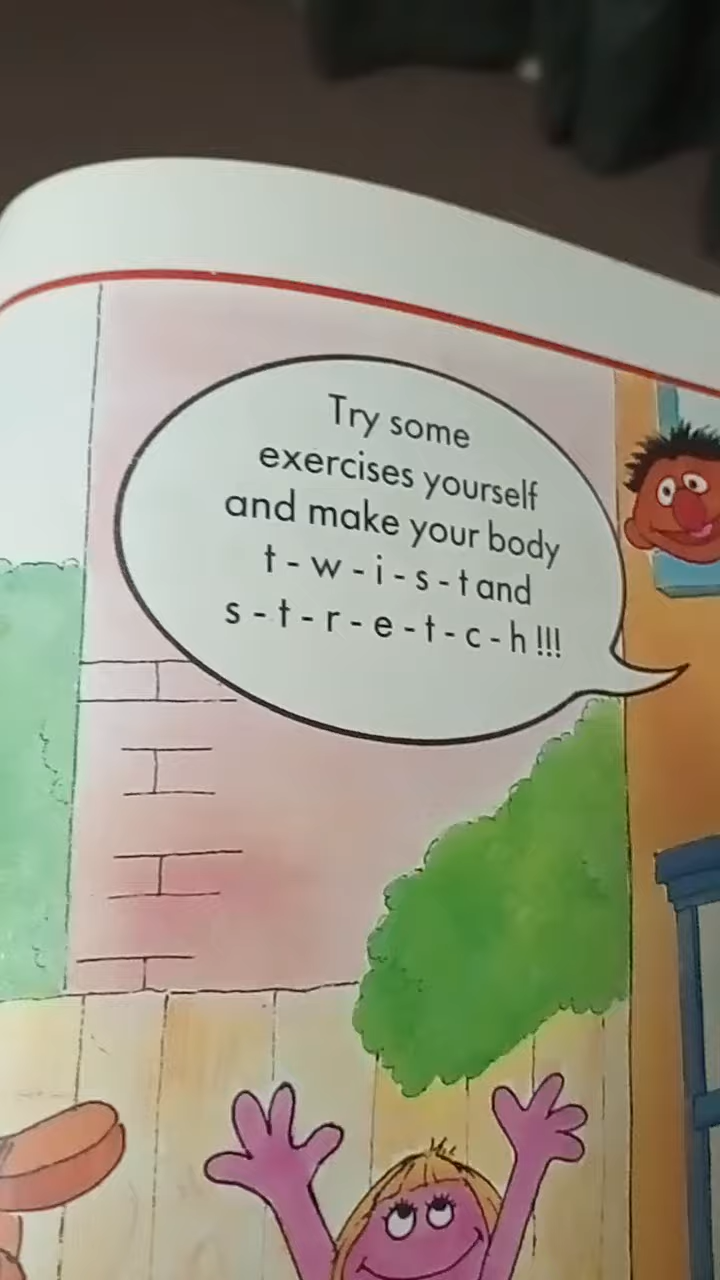 Try some
exercises yourself
and make your body
t - w - i - s - t and
s - t - r - e - t - c - h !!!